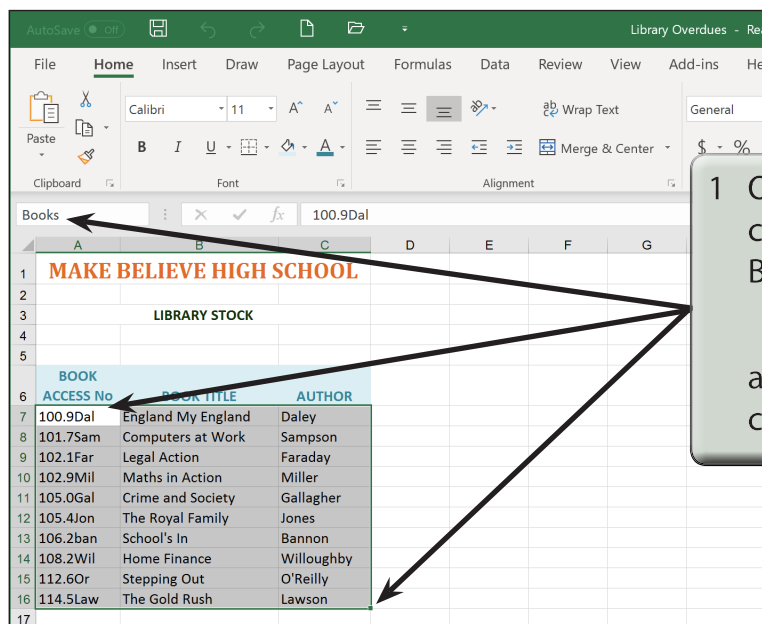 AutoSave Off Library Overdues - Rea
File Home Insert Draw Page Layout Formulas Data Review View Add-ins He
Calibri 11 A^ A˅ ab Wrap Text General
Paste B I U A Merge & Center $ %
Clipboard Font Alignment
Books fx 100.9Dal
A B C D E F G
1 MAKE BELIEVE HIGH SCHOOL
2
3 LIBRARY STOCK
4
5
BOOK
6 ACCESS No BOOK TITLE AUTHOR
7 100.9Dal England My England Daley
8 101.7Sam Computers at Work Sampson
9 102.1Far Legal Action Faraday
10 102.9Mil Maths in Action Miller
11 105.0Gal Crime and Society Gallagher
12 105.4Jon The Royal Family Jones
13 106.2ban School's In Bannon
14 108.2Wil Home Finance Willoughby
15 112.6Or Stepping Out O'Reilly
16 114.5Law The Gold Rush Lawson
17
1
B
a
c